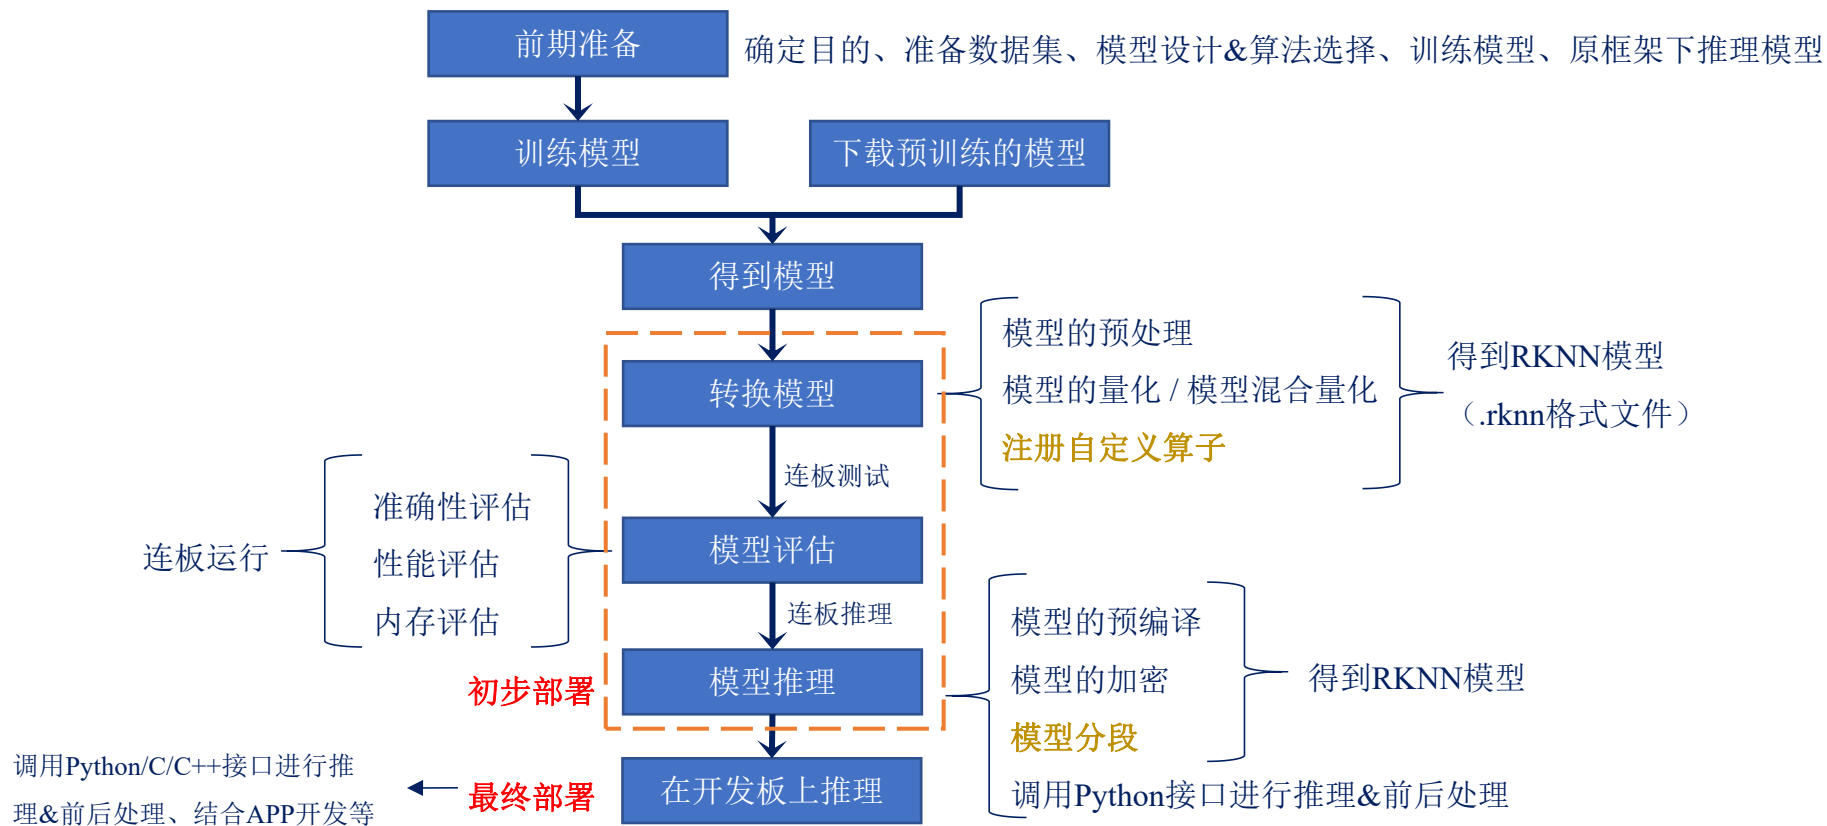 前期准备
确定目的、准备数据集、模型设计&算法选择、训练模型、原框架下推理模型
训练模型
下载预训练的模型
得到模型
转换模型
模型的预处理
模型的量化 / 模型混合量化
注册自定义算子
得到RKNN模型
（.rknn格式文件）
连板测试
模型评估
准确性评估
性能评估
内存评估
连板运行
连板推理
模型推理
初步部署
模型的预编译
模型的加密
模型分段
得到RKNN模型
调用Python接口进行推理&前后处理
在开发板上推理
最终部署
调用Python/C/C++接口进行推
理&前后处理、结合APP开发等